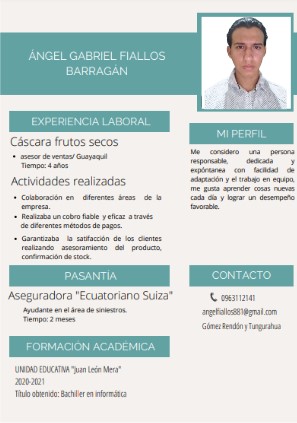 ÁNGEL GABRIEL FIALLOS
BARRAGÁN
EXPERIENCIA LABORAL
Cáscara frutos secos
• asesor de ventas/ Guayaquil
Tiempo: 4 años
Actividades realizadas
• Colaboración en diferentes áreas de la
empresa.
• Realizaba un cobro fiable y eficaz a través
de diferentes métodos de pagos.
• Garantizaba la satifacción de los clientes
realizando asesoramiento del producto,
confirmación de stock.
PASANTÍA
Aseguradora "Ecuatoriano Suiza"
Ayudante en el área de siniestros.
Tiempo: 2 meses
FORMACIÓN ACADÉMICA
UNIDAD EDUCATIVA "Juan León Mera"
2020-2021
Título obtenido: Bachiller en informática
MI PERFIL
Me considero una persona
responsable, dedicada y
expóntanea con facilidad de
adaptación y el trabajo en equipo,
me gusta aprender cosas nuevas
cada día y lograr un desempeño
favorable.
CONTACTO
0963112141
angelfiallos881@gmail.com
Gómez Rendón y Tungurahua